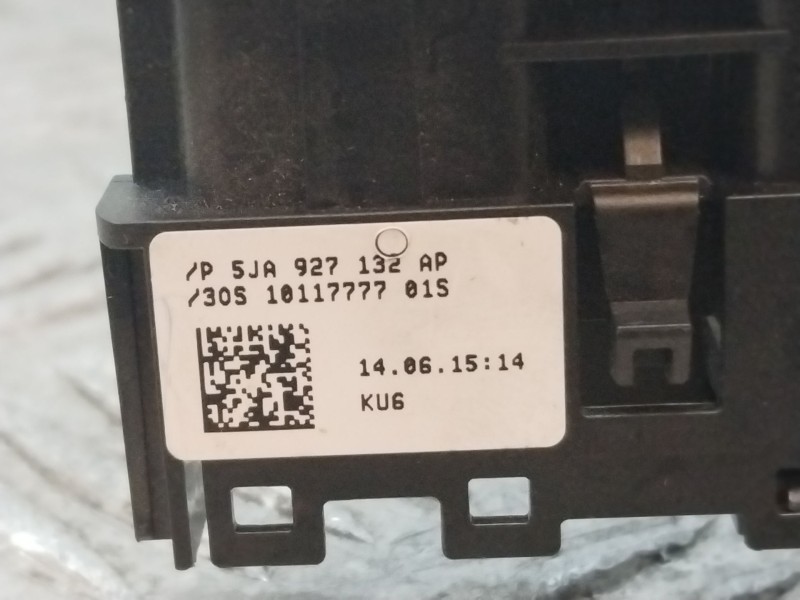 /P 5JA 927 132 AP
/30S 10117777 01S
14.06.15:14
KU6